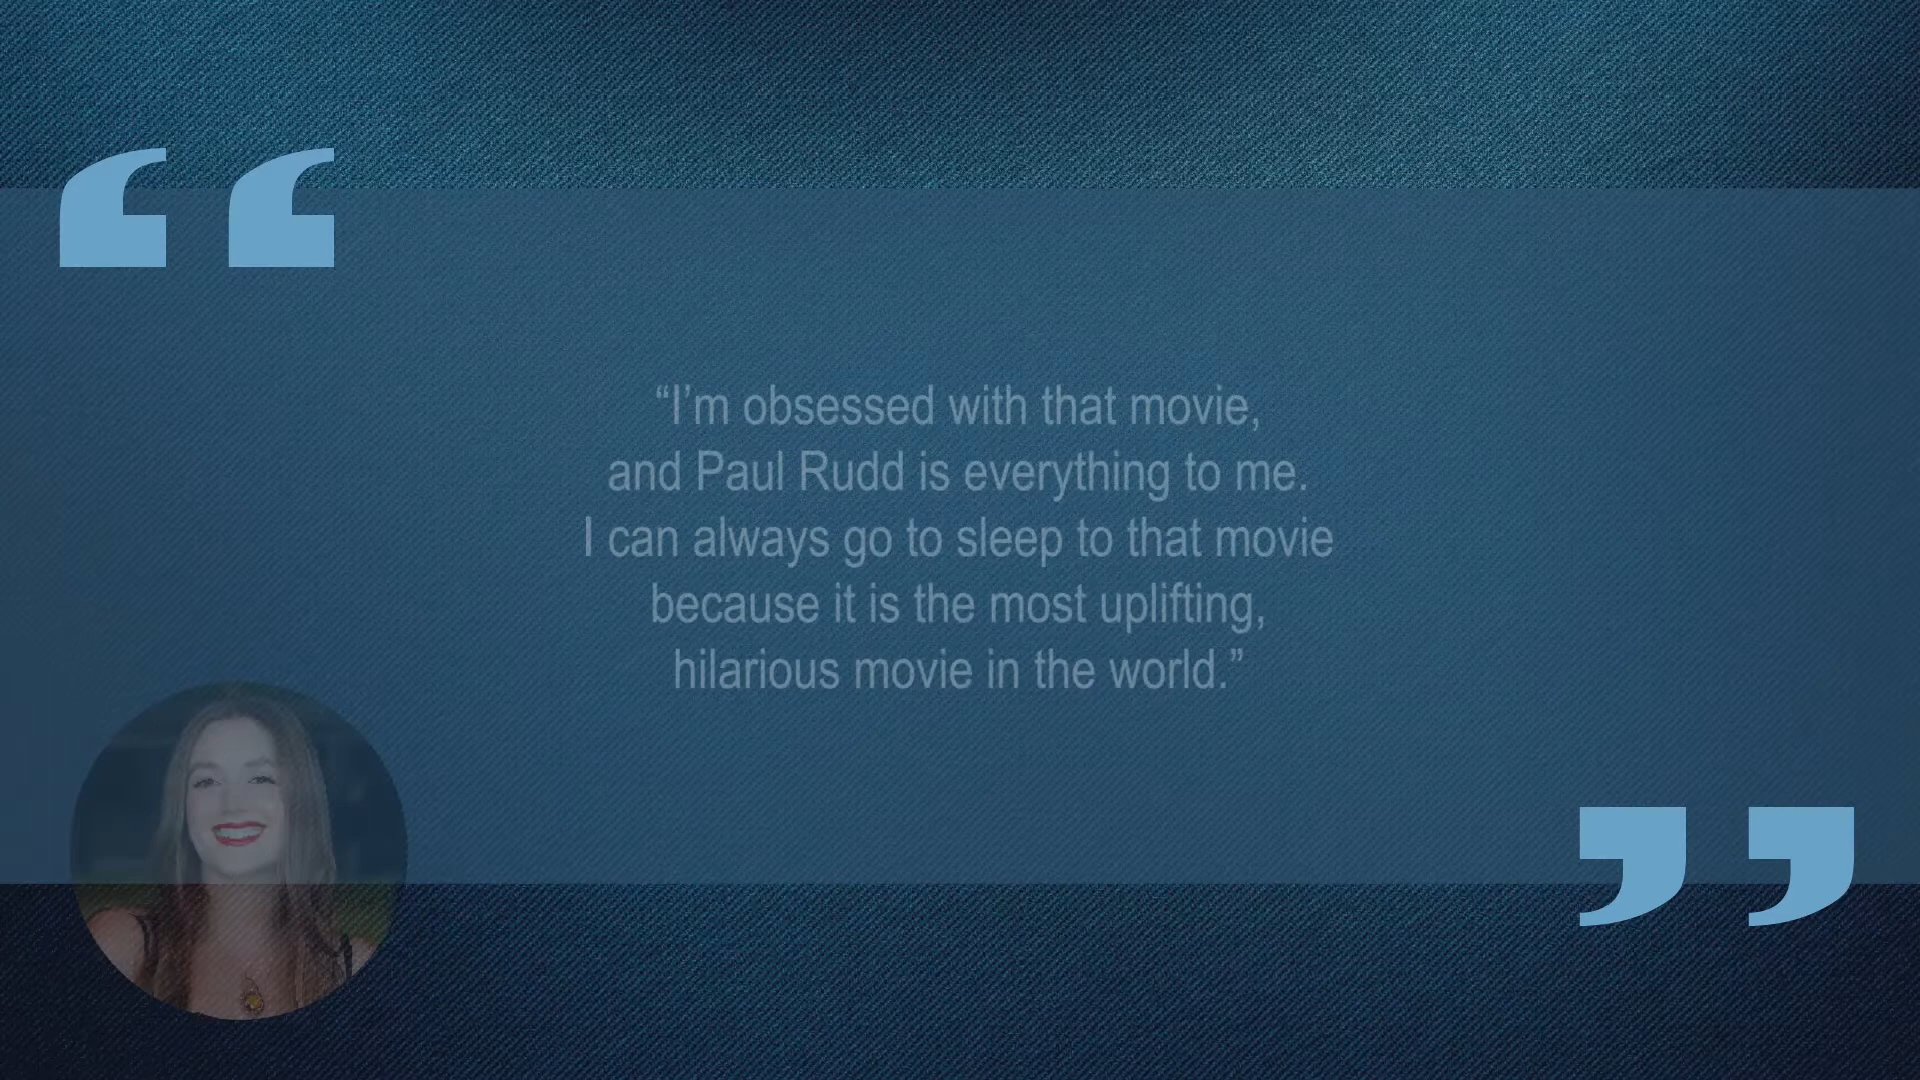 “I’m obsessed with that movie,
and Paul Rudd is everything to me.
I can always go to sleep to that movie
because it is the most uplifting,
hilarious movie in the world.”